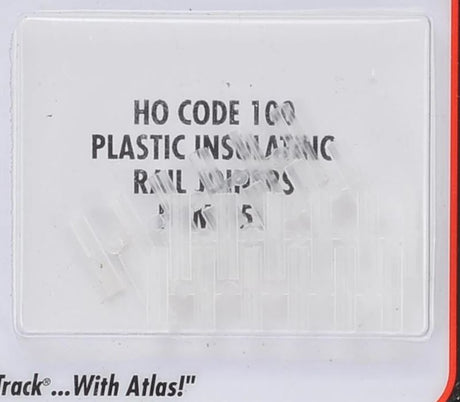 HO CODE 100
PLASTIC INSULATING
RAIL JOINERS
Track®...With Atlas!"